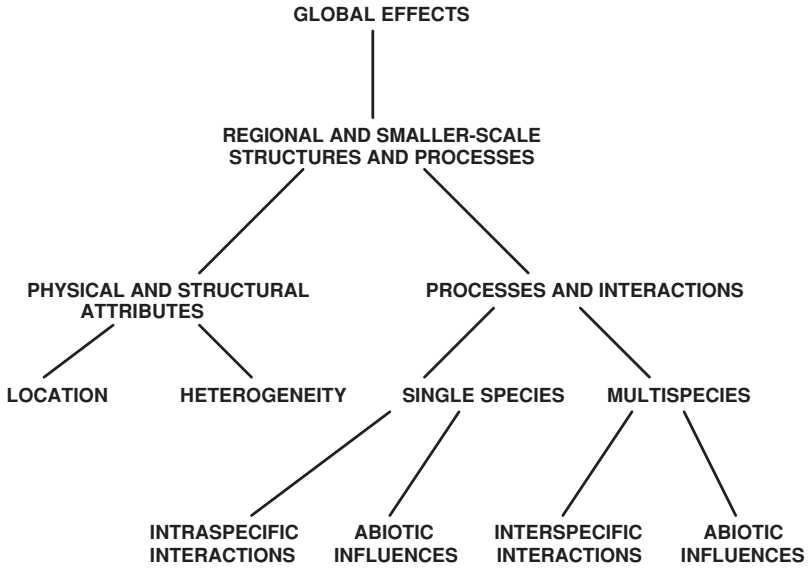 GLOBAL EFFECTS
REGIONAL AND SMALLER-SCALE
STRUCTURES AND PROCESSES
PHYSICAL AND STRUCTURAL
ATTRIBUTES
PROCESSES AND INTERACTIONS
LOCATION
HETEROGENEITY
SINGLE SPECIES
MULTISPECIES
INTRASPECIFIC
INTERACTIONS
ABIOTIC
INFLUENCES
INTERSPECIFIC
INTERACTIONS
ABIOTIC
INFLUENCES